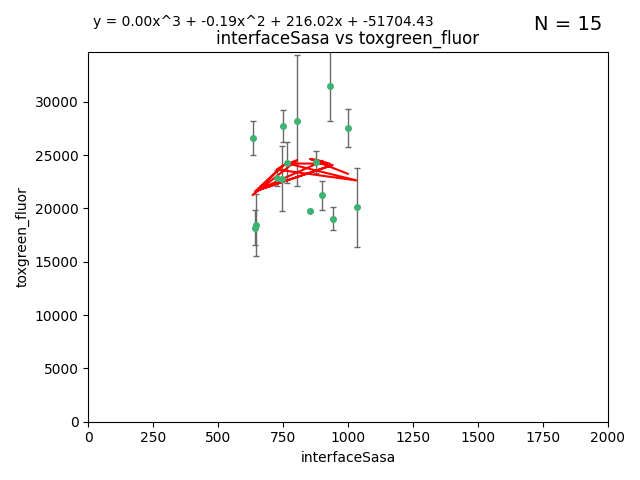 y = 0.00x^3 + -0.19x^2 + 216.02x + -51704.43
N = 15
interfaceSasa vs toxgreen_fluor
30000
25000
20000
15000
10000
5000
0
toxgreen_fluor
0 250 500 750 1000 1250 1500 1750 2000
interfaceSasa